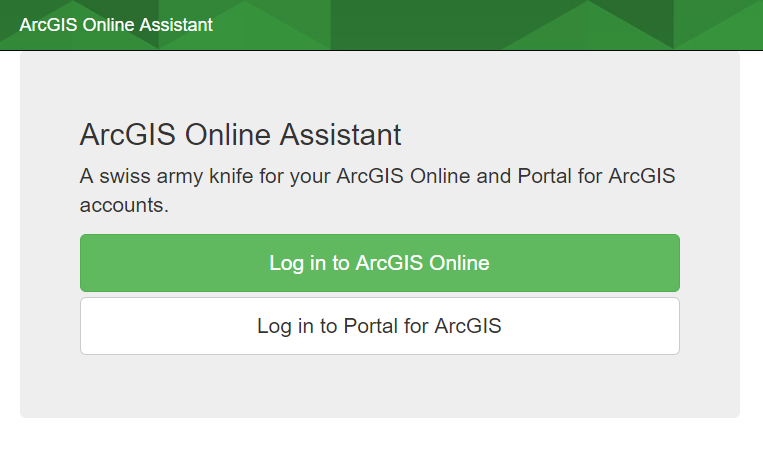 ArcGIS Online Assistant
ArcGIS Online Assistant
A swiss army knife for your ArcGIS Online and Portal for ArcGIS
accounts.
Log in to ArcGIS Online
Log in to Portal for ArcGIS